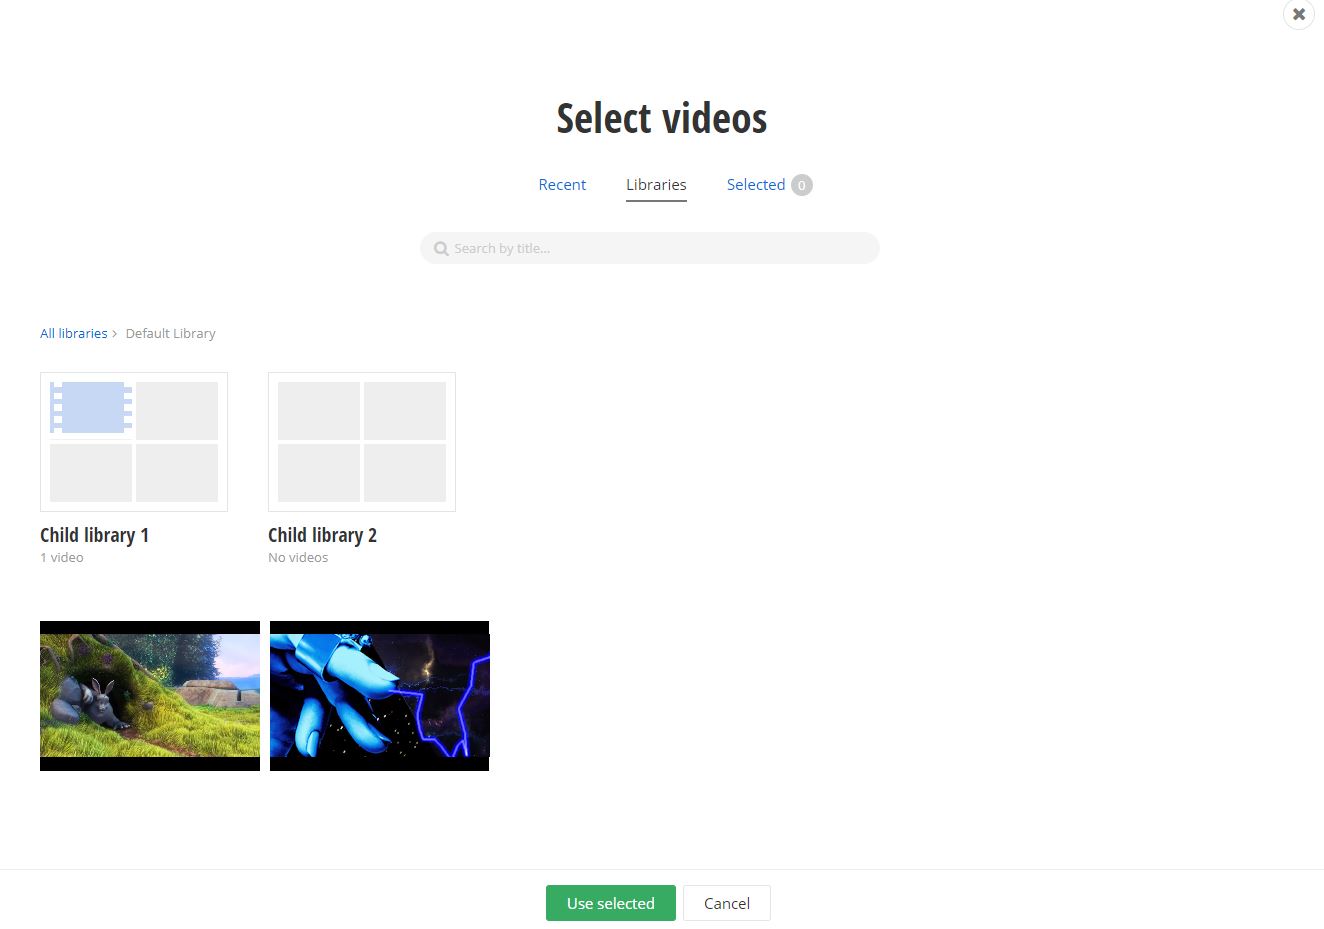 Select videos
Recent Libraries Selected 0
Search by title...
All libraries > Default Library
Child library 1 Child library 2
1 video No videos
Use selected Cancel